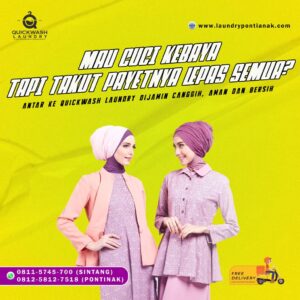 QUICKWASH
LAUNDRY
www.laundrypontianak.com
MAU CUCI KEBAYA
TAPI TAKUT PAYETNYA LEPAS SEMUA?
ANTAR KE QUICKWASH LAUNDRY DIJAMIN CANGGIH, AMAN DAN BERSIH
0811-5745-700 (SINTANG)
0812-5812-7518 (PONTINAK)
FREE
DELIVERY